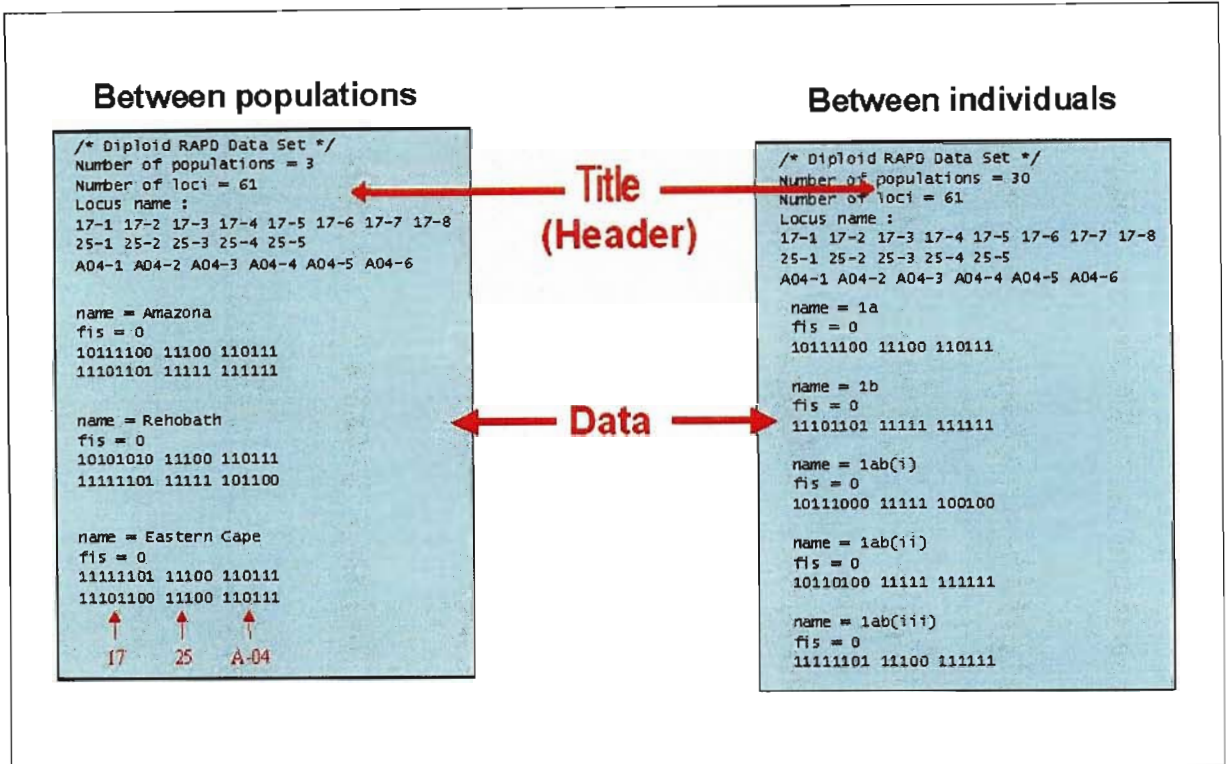 Between populations
/* Diploid RAPD Data Set */
Number of populations = 3
Number of loci = 61
Locus name :
17-1 17-2 17-3 17-4 17-5 17-6 17-7 17-8
25-1 25-2 25-3 25-4 25-5
A04-1 A04-2 A04-3 A04-4 A04-5 A04-6
name = Amazona
fis = 0
10111100 11100 110111
11101101 11111 111111
name = Rehobath
fis = 0
10101010 11100 110111
11111101 11111 101100
name = Eastern Cape
fis = 0
11111101 11100 110111
11101100 11100 110111
17 25 A-04
Title
(Header)
Data
Between individuals
/* Diploid RAPD Data Set */
Number of populations = 30
Number of loci = 61
Locus name :
17-1 17-2 17-3 17-4 17-5 17-6 17-7 17-8
25-1 25-2 25-3 25-4 25-5
A04-1 A04-2 A04-3 A04-4 A04-5 A04-6
name = 1a
fis = 0
10111100 11100 110111
name = 1b
fis = 0
11101101 11111 111111
name = 1ab(i)
fis = 0
10111000 11111 100100
name = 1ab(ii)
fis = 0
10110100 11111 111111
name = 1ab(iii)
fis = 0
11111101 11100 111111